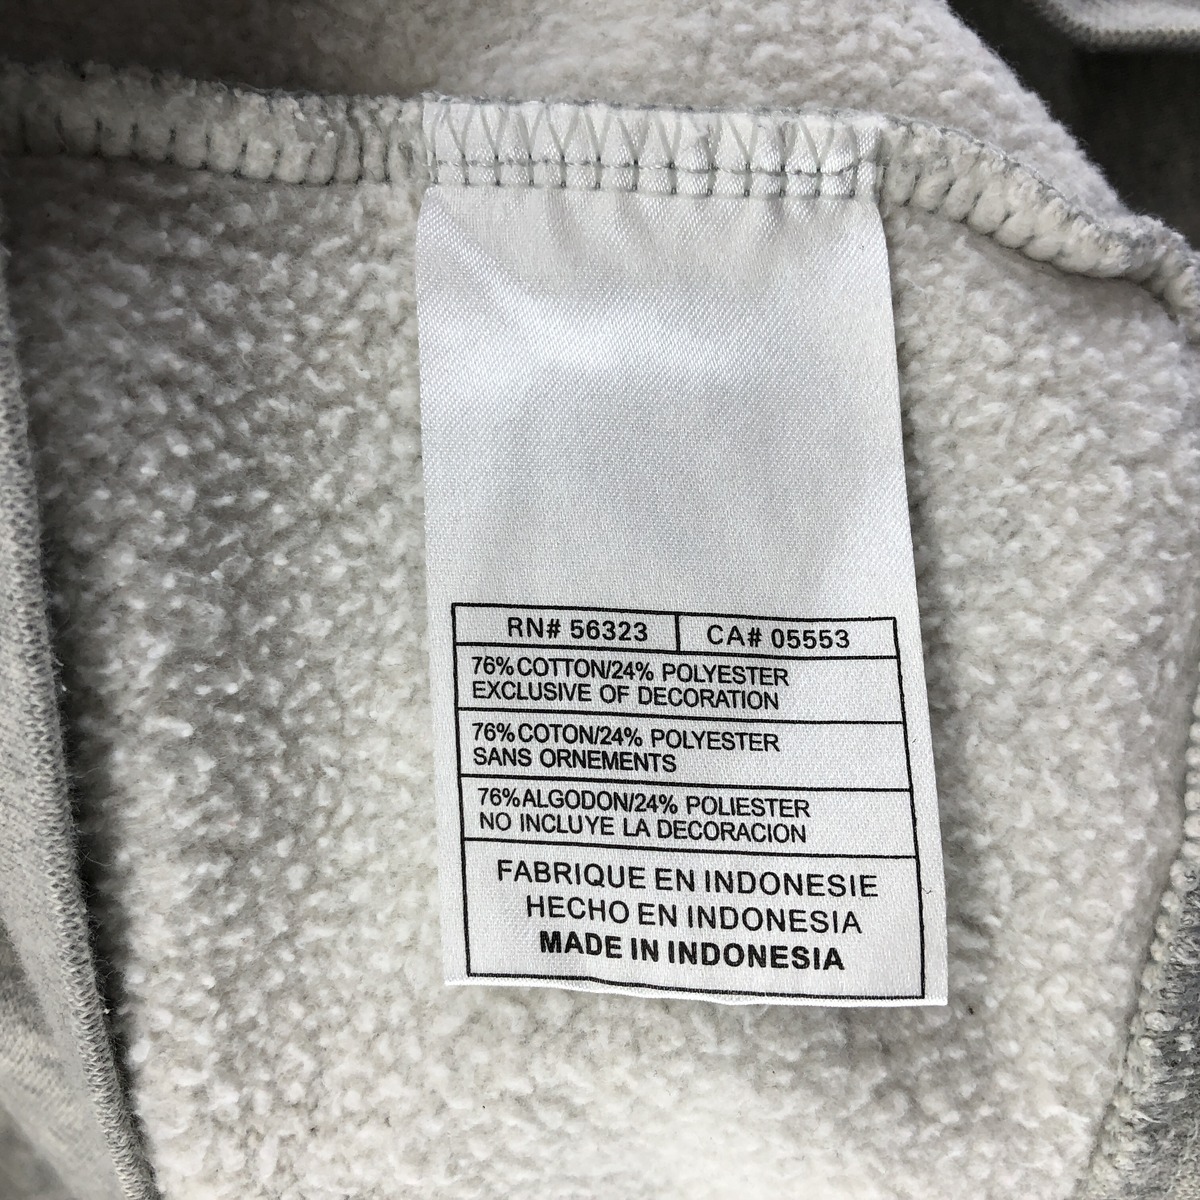 RN# 56323 CA# 05553
76% COTTON/24% POLYESTER
EXCLUSIVE OF DECORATION
76% COTON/24% POLYESTER
SANS ORNEMENTS
76% ALGODON/24% POLIESTER
NO INCLUYE LA DECORACION
FABRIQUE EN INDONESIE
HECHO EN INDONESIA
MADE IN INDONESIA